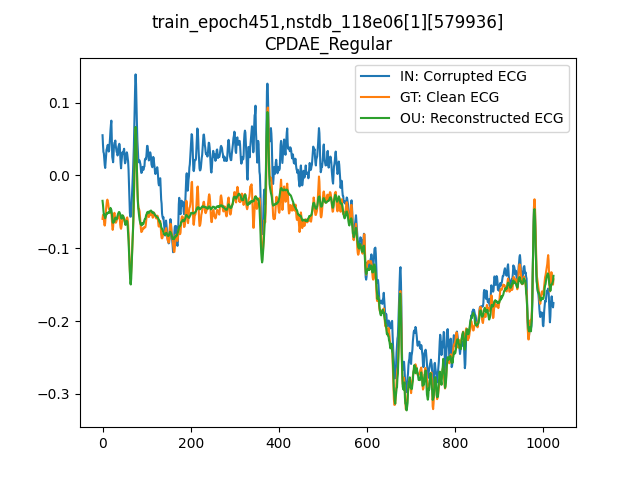 train_epoch451,nstdb_118e06[1][579936]
CPDAE_Regular
IN: Corrupted ECG
GT: Clean ECG
OU: Reconstructed ECG
0.1
0.0
−0.1
−0.2
−0.3
0 200 400 600 800 1000